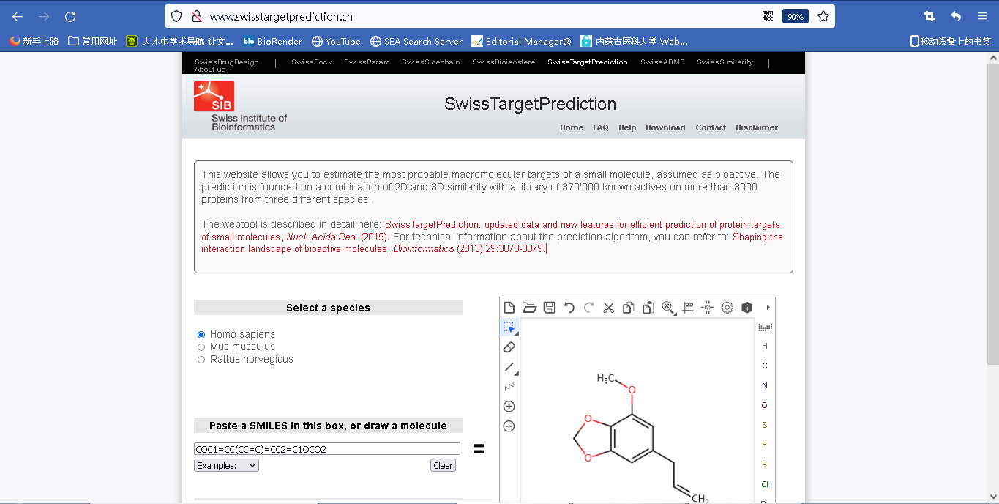 www.swisstargetprediction.ch
90%
新手上路 常用网址 大木虫学术导航-让文... bio BioRender YouTube SEA Search Server Editorial Manager® 内蒙古医科大学 Web... 移动设备上的书签
SwissDrugDesign | SwissDock SwissParam SwissSidechain SwissBioisostere SwissTargetPrediction SwissADME SwissSimilarity |
About us
SIB
Swiss Institute of
Bioinformatics
SwissTargetPrediction
Home FAQ Help Download Contact Disclaimer
This website allows you to estimate the most probable macromolecular targets of a small molecule, assumed as bioactive. The
prediction is founded on a combination of 2D and 3D similarity with a library of 370'000 known actives on more than 3000
proteins from three different species.
The webtool is described in detail here: SwissTargetPrediction: updated data and new features for efficient prediction of protein targets
of small molecules, Nucl. Acids Res. (2019). For technical information about the prediction algorithm, you can refer to: Shaping the
interaction landscape of bioactive molecules, Bioinformatics (2013) 29:3073-3079.
Select a species
Homo sapiens
Mus musculus
Rattus norvegicus
Paste a SMILES in this box, or draw a molecule
COC1=CC(CC=C)=CC2=C1OCO2
Examples:
Clear
=
2D
H
C
N
O
S
F
P
Cl
H₃C
O
O
O
CH₂